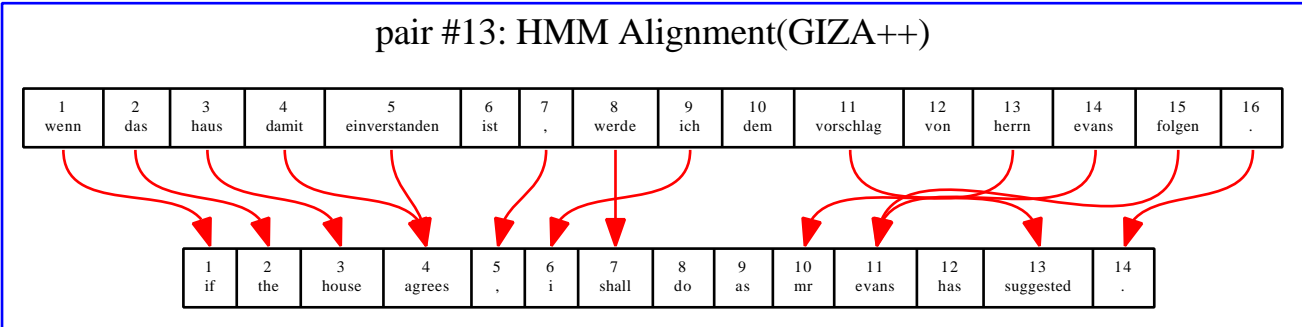 pair #13: HMM Alignment(GIZA++)
1 2 3 4 5 6 7 8 9 10 11 12 13 14 15 16
wenn das haus damit einverstanden ist , werde ich dem vorschlag von herrn evans folgen .
1 2 3 4 5 6 7 8 9 10 11 12 13 14
if the house agrees , i shall do as mr evans has suggested .